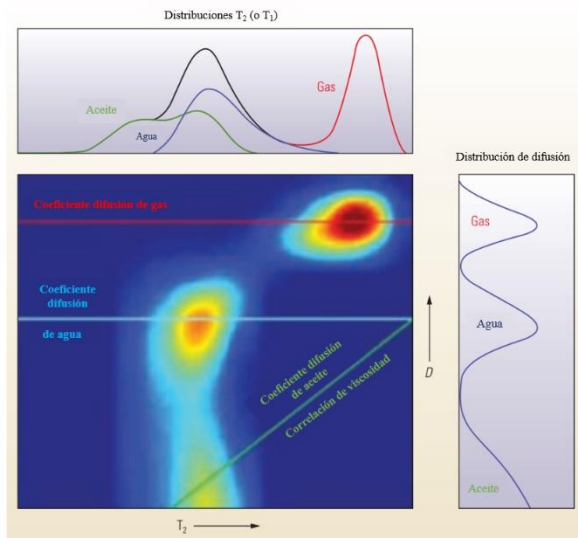 Distribuciones T₂ (o T₁)
Gas
Aceite
Agua
Distribución de difusión
Coeficiente difusión de gas
Gas
Coeficiente
difusión
de agua
Agua
Coeficiente difusión
de aceite
Correlación de viscosidad
D
Aceite
T₂